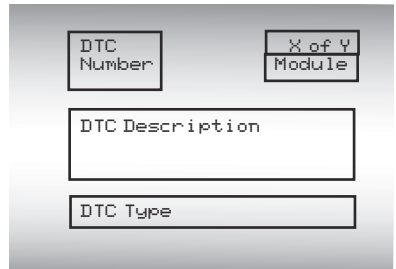 DTC
Number
X of Y
Module
DTC Description
DTC Type